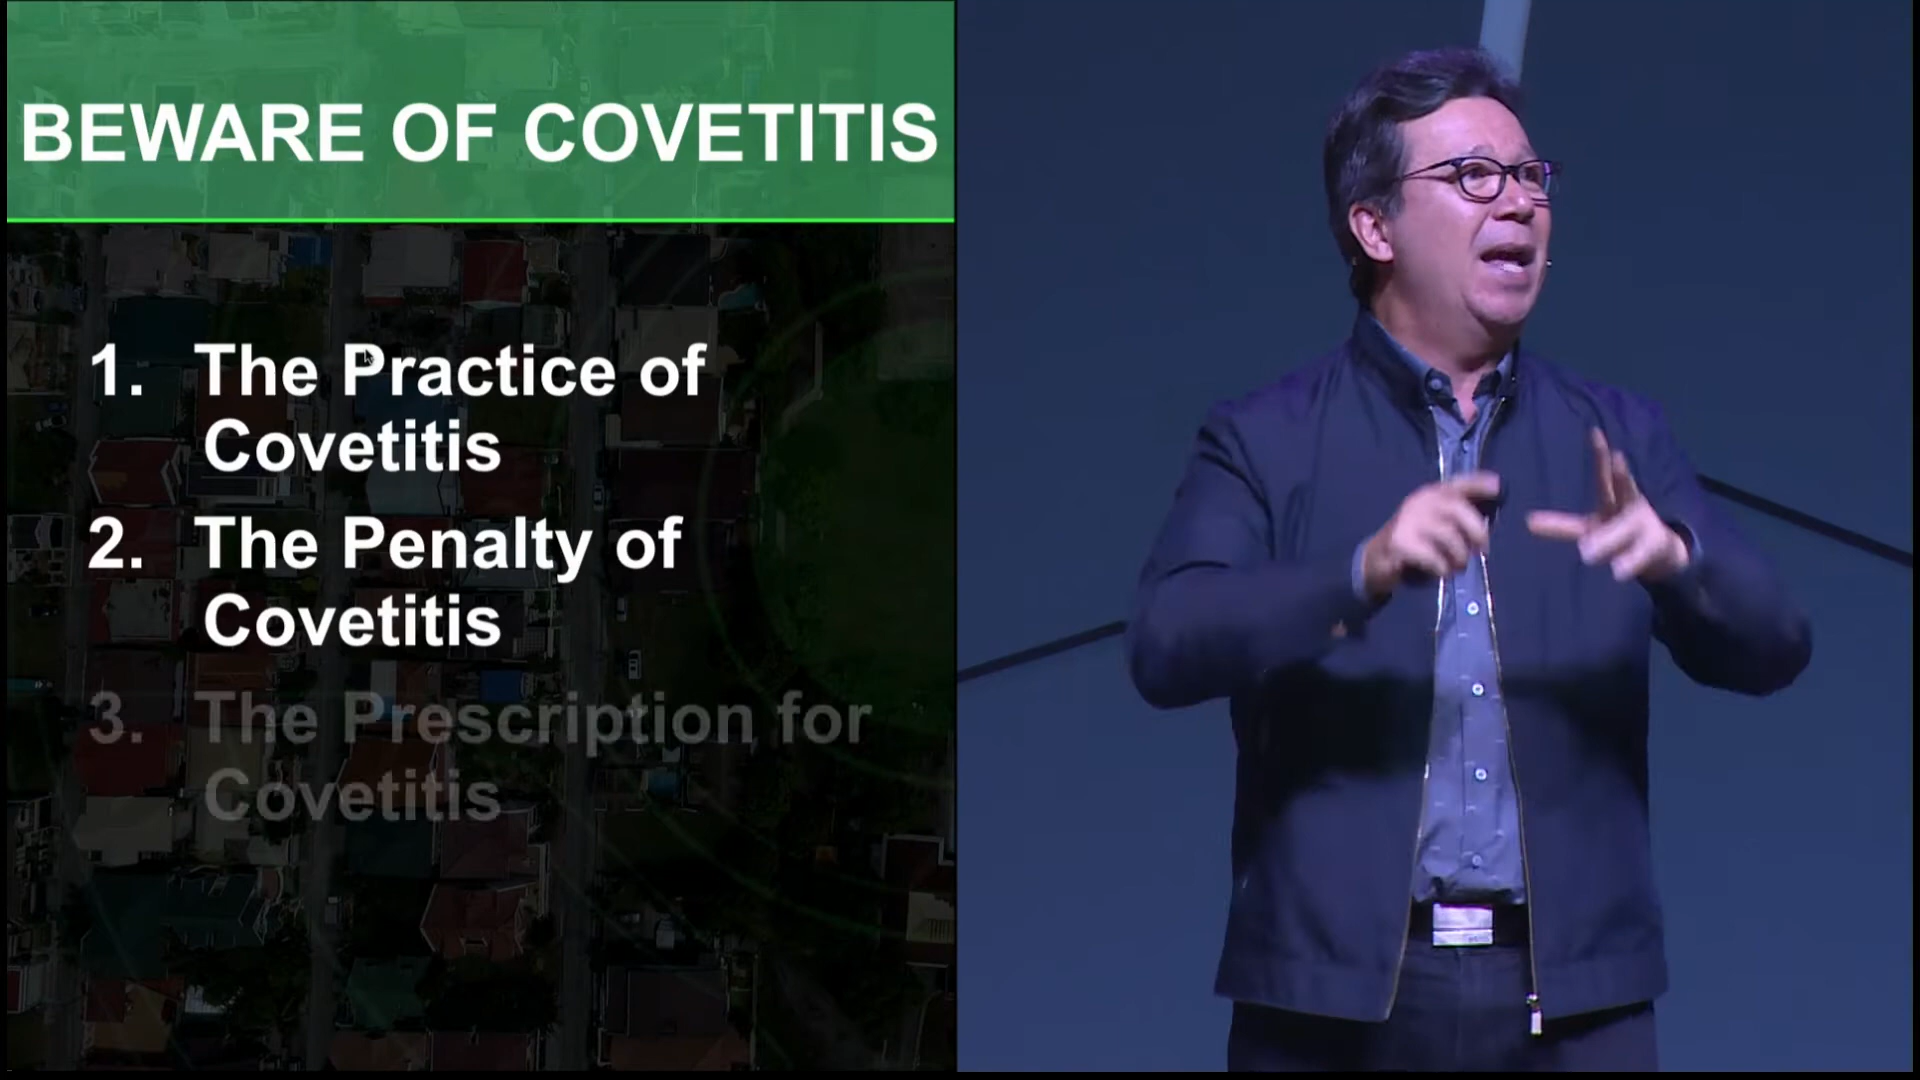 BEWARE OF COVETITIS
1. The Practice of
Covetitis
2. The Penalty of
Covetitis
3. The Prescription for
Covetitis